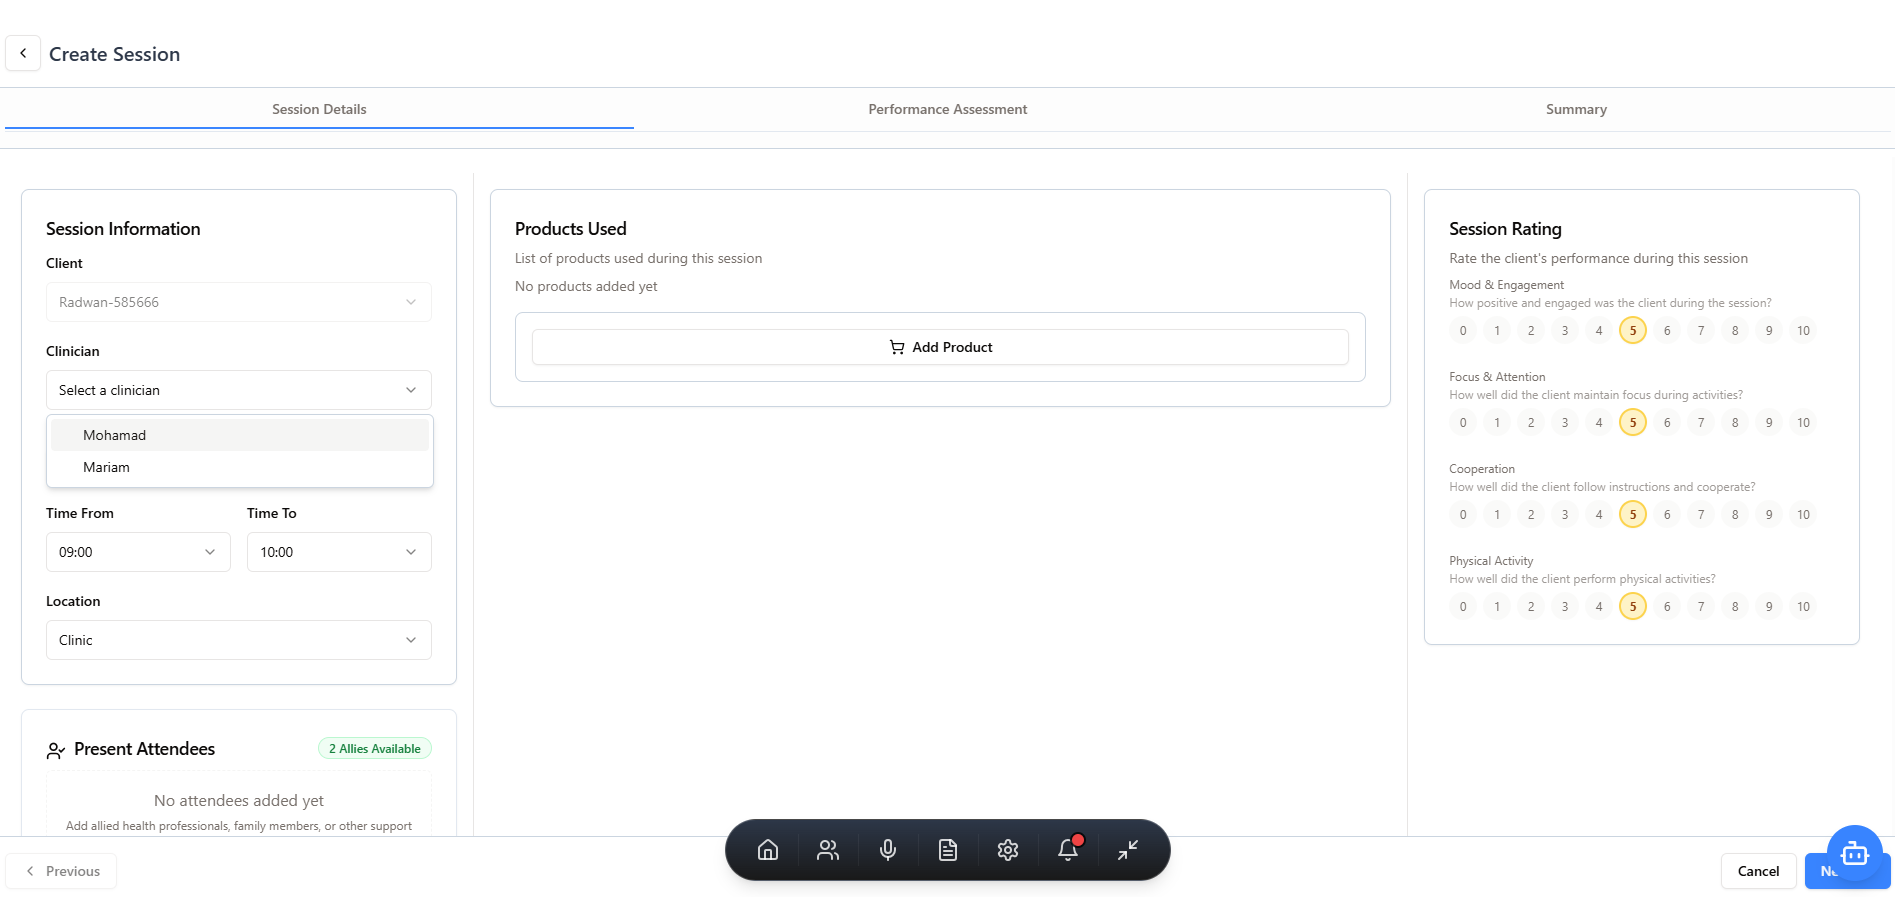 Create Session
Session Details
Performance Assessment
Summary
Session Information
Client
Radwan-585666
Clinician
Select a clinician
Mohamad
Mariam
Time From
Time To
09:00
10:00
Location
Clinic
Present Attendees
2 Allies Available
No attendees added yet
Add allied health professionals, family members, or other support
Products Used
List of products used during this session
No products added yet
Add Product
Session Rating
Rate the client's performance during this session
Mood & Engagement
How positive and engaged was the client during the session?
0 1 2 3 4 5 6 7 8 9 10
Focus & Attention
How well did the client maintain focus during activities?
0 1 2 3 4 5 6 7 8 9 10
Cooperation
How well did the client follow instructions and cooperate?
0 1 2 3 4 5 6 7 8 9 10
Physical Activity
How well did the client perform physical activities?
0 1 2 3 4 5 6 7 8 9 10
Previous
Cancel